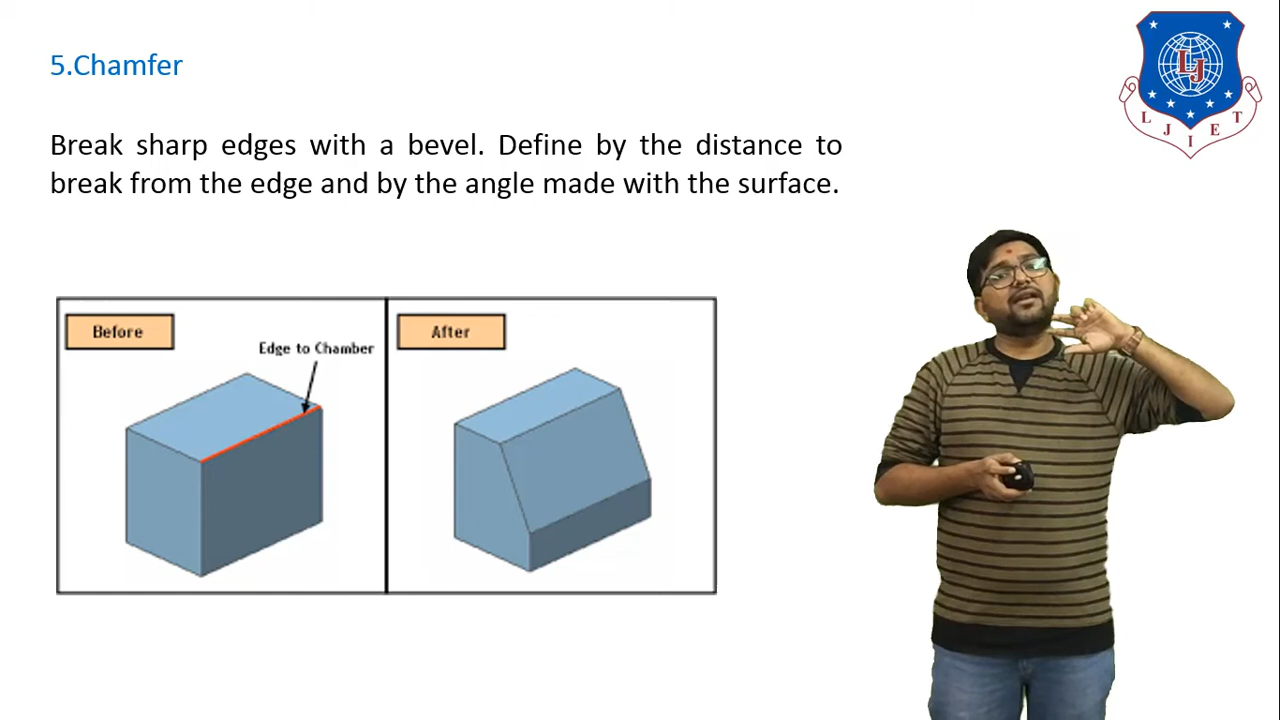 5.Chamfer
Break sharp edges with a bevel. Define by the distance to
break from the edge and by the angle made with the surface.
Before
Edge to Chamber
After
LJ
L J I E T